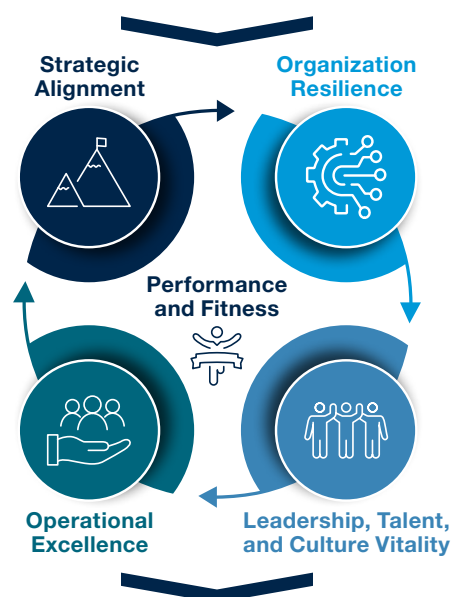 Strategic
Alignment
Organization
Resilience
Performance
and Fitness
Operational
Excellence
Leadership, Talent,
and Culture Vitality